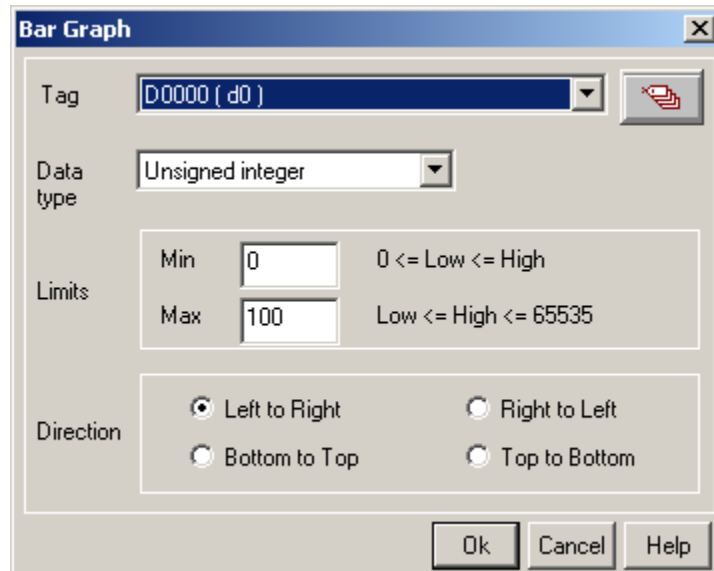 Bar Graph
Tag D0000 ( d0 )
Data type Unsigned integer
Limits
Min 0 0 <= Low <= High
Max 100 Low <= High <= 65535
Direction
Left to Right Right to Left
Bottom to Top Top to Bottom
Ok Cancel Help